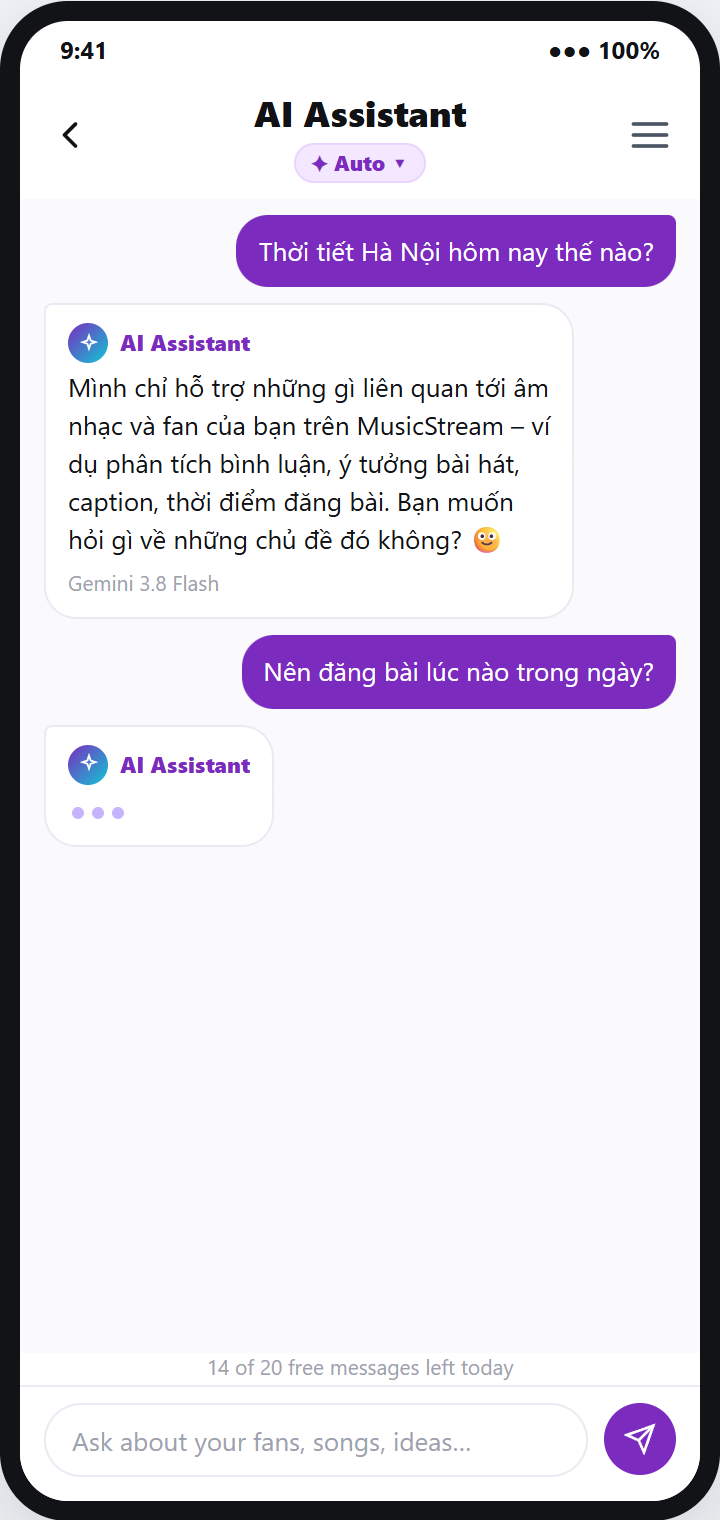 9:41
●●● 100%
AI Assistant
✦ Auto ▼
Thời tiết Hà Nội hôm nay thế nào?
AI Assistant
Mình chỉ hỗ trợ những gì liên quan tới âm
nhạc và fan của bạn trên MusicStream – ví
dụ phân tích bình luận, ý tưởng bài hát,
caption, thời điểm đăng bài. Bạn muốn
hỏi gì về những chủ đề đó không? 🙂
Gemini 3.8 Flash
Nên đăng bài lúc nào trong ngày?
AI Assistant
14 of 20 free messages left today
Ask about your fans, songs, ideas...